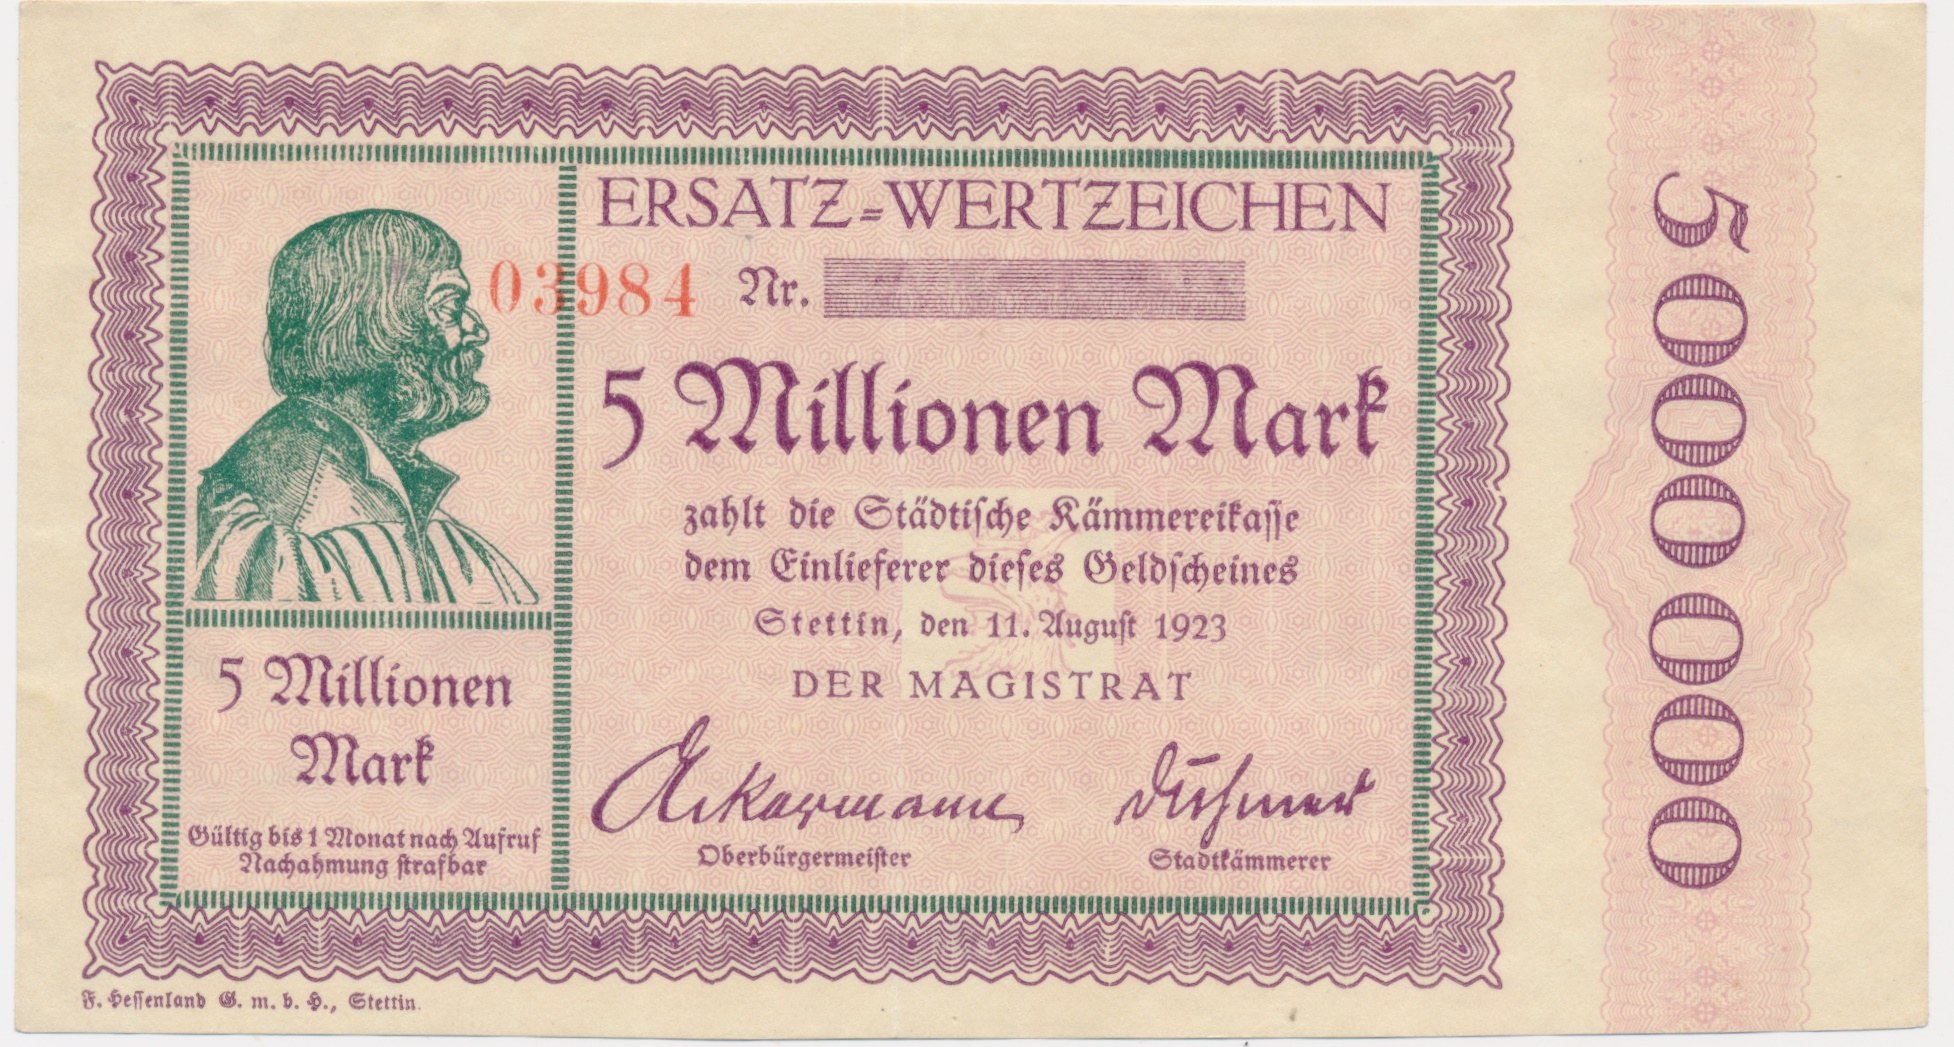 ERSATZ=WERTZEICHEN
03984 Nr.
5 Millionen Mark
zahlt die Städtische Kämmereikasse
dem Einlieferer dieses Geldscheines
Stettin, den 11. August 1923
DER MAGISTRAT
Ackermann
Oberbürgermeister
Stadtkämmerer
5 Millionen
Mark
Gültig bis 1 Monat nach Aufruf
Nachahmung strafbar
F. Hessenland G. m. b. H., Stettin.
5000000